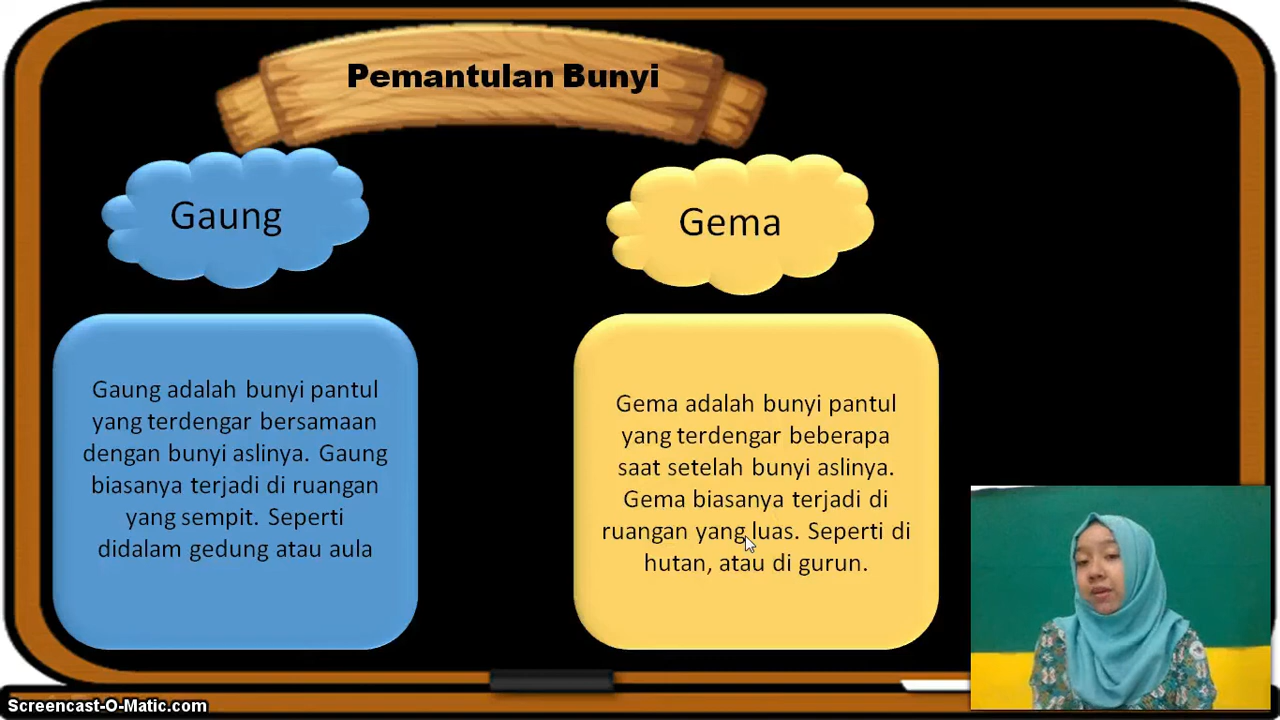 Pemantulan Bunyi
Gaung
Gaung adalah bunyi pantul
yang terdengar bersamaan
dengan bunyi aslinya. Gaung
biasanya terjadi di ruangan
yang sempit. Seperti
didalam gedung atau aula
Gema
Gema adalah bunyi pantul
yang terdengar beberapa
saat setelah bunyi aslinya.
Gema biasanya terjadi di
ruangan yang luas. Seperti di
hutan, atau di gurun.
Screencast-O-Matic.com